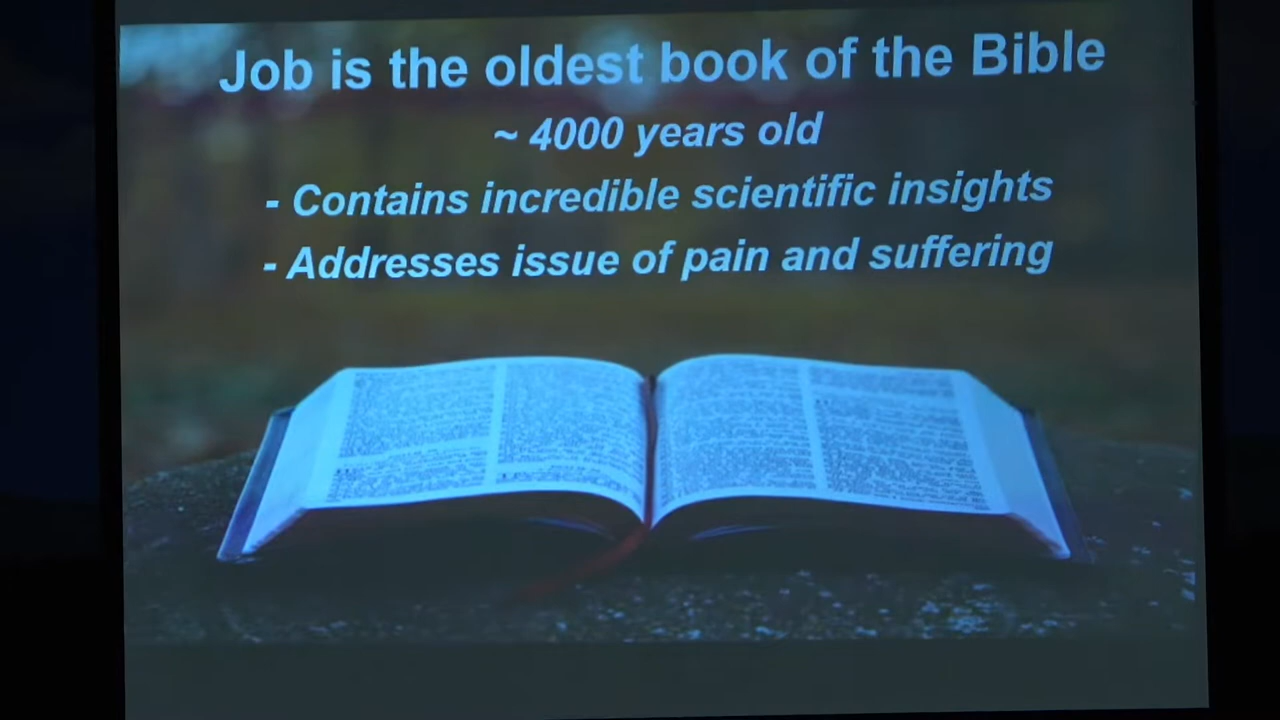 Job is the oldest book of the Bible
~ 4000 years old
- Contains incredible scientific insights
- Addresses issue of pain and suffering